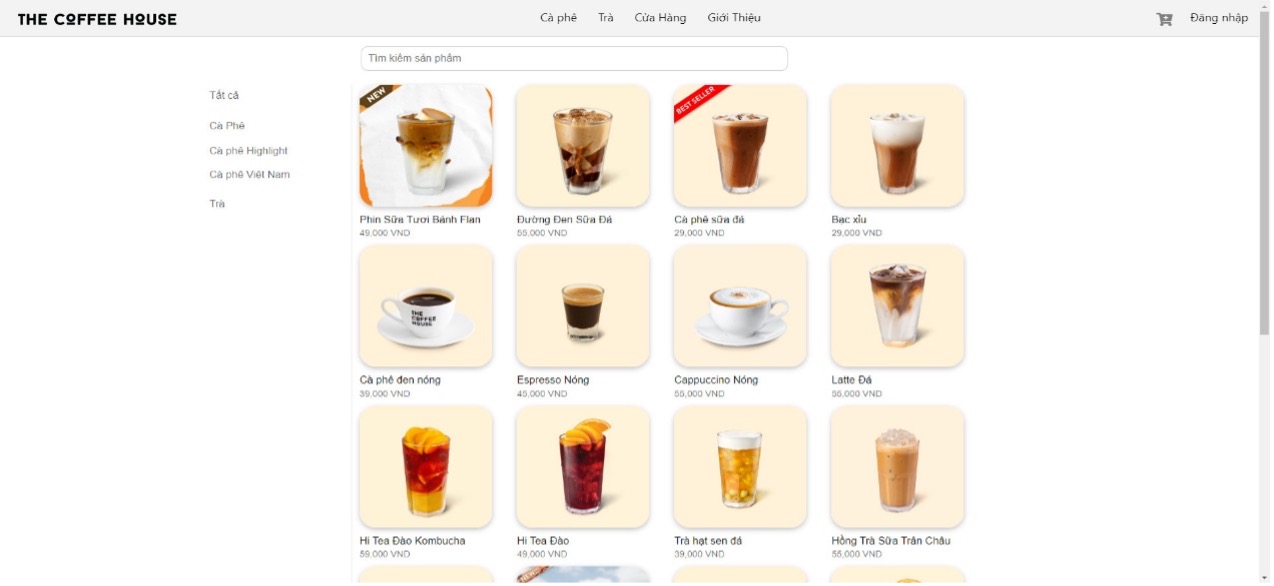 THE COFFEE HOUSE
Cà phê Trà Cửa Hàng Giới Thiệu
Đăng nhập
Tìm kiếm sản phẩm
Tất cả
Cà Phê
Cà phê Highlight
Cà phê Việt Nam
Trà
NEW
BEST SELLER
Phin Sữa Tươi Bánh Flan
49,000 VND
Đường Đen Sữa Đá
55,000 VND
Cà phê sữa đá
29,000 VND
Bạc xỉu
29,000 VND
THE
COFFEE
HOUSE
Cà phê đen nóng
39,000 VND
Espresso Nóng
45,000 VND
Cappuccino Nóng
55,000 VND
Latte Đá
55,000 VND
Hi Tea Đào Kombucha
59,000 VND
Hi Tea Đào
49,000 VND
Trà hạt sen đá
39,000 VND
Hồng Trà Sữa Trân Châu
55,000 VND
NEW